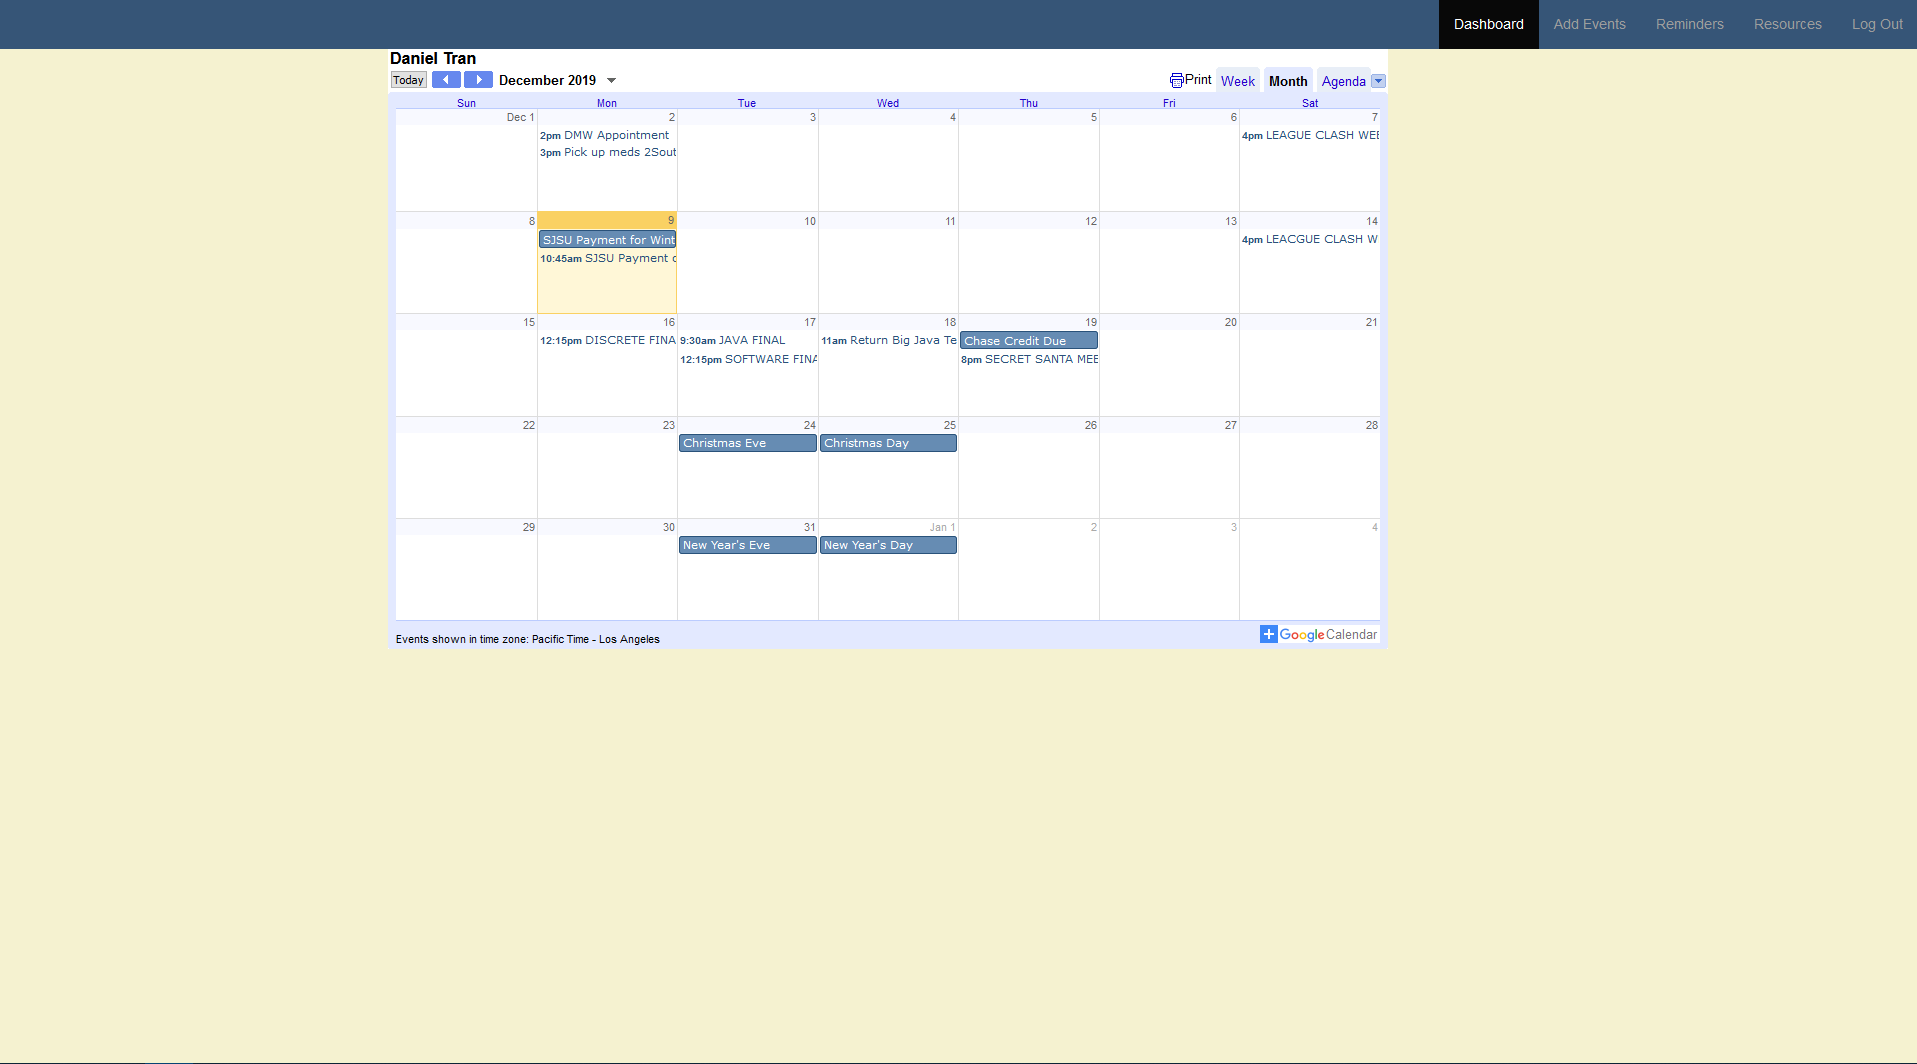 Dashboard Add Events Reminders Resources Log Out
Daniel Tran
Today December 2019 Print Week Month Agenda
Sun Mon Tue Wed Thu Fri Sat
Dec 1 2 3 4 5 6 7
2pm DMW Appointment 4pm LEAGUE CLASH WEE
3pm Pick up meds 2Sout
8 9 10 11 12 13 14
SJSU Payment for Wint 4pm LEACGUE CLASH W
10:45am SJSU Payment
15 16 17 18 19 20 21
12:15pm DISCRETE FINA 9:30am JAVA FINAL 11am Return Big Java Te Chase Credit Due
12:15pm SOFTWARE FINA 8pm SECRET SANTA MEE
22 23 24 25 26 27 28
Christmas Eve Christmas Day
29 30 31 Jan 1 2 3 4
New Year's Eve New Year's Day
Events shown in time zone: Pacific Time - Los Angeles
+ Google Calendar